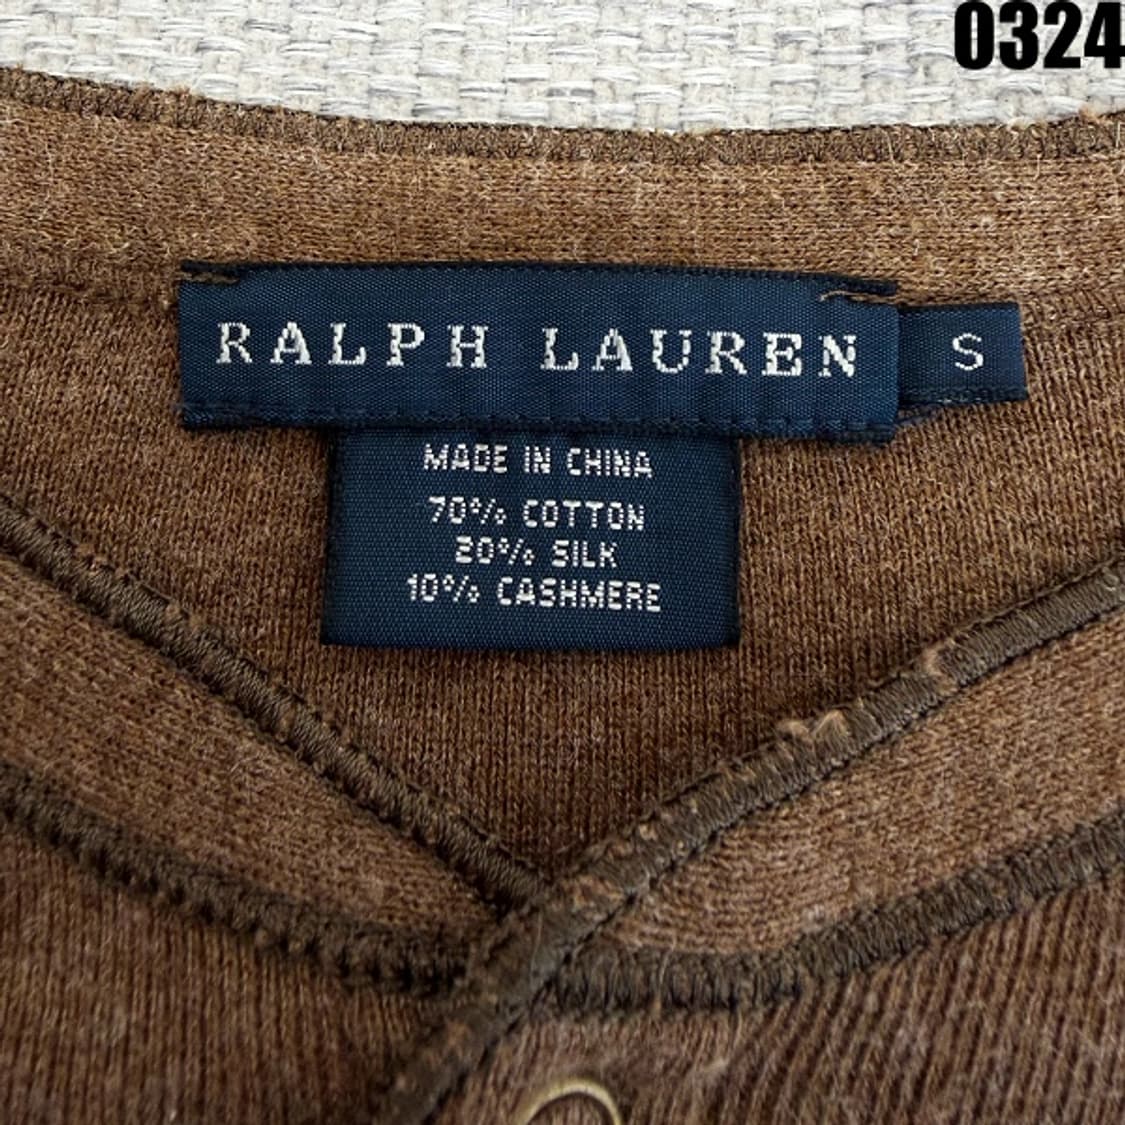 0324
RALPH LAUREN S
MADE IN CHINA
70% COTTON
20% SILK
10% CASHMERE